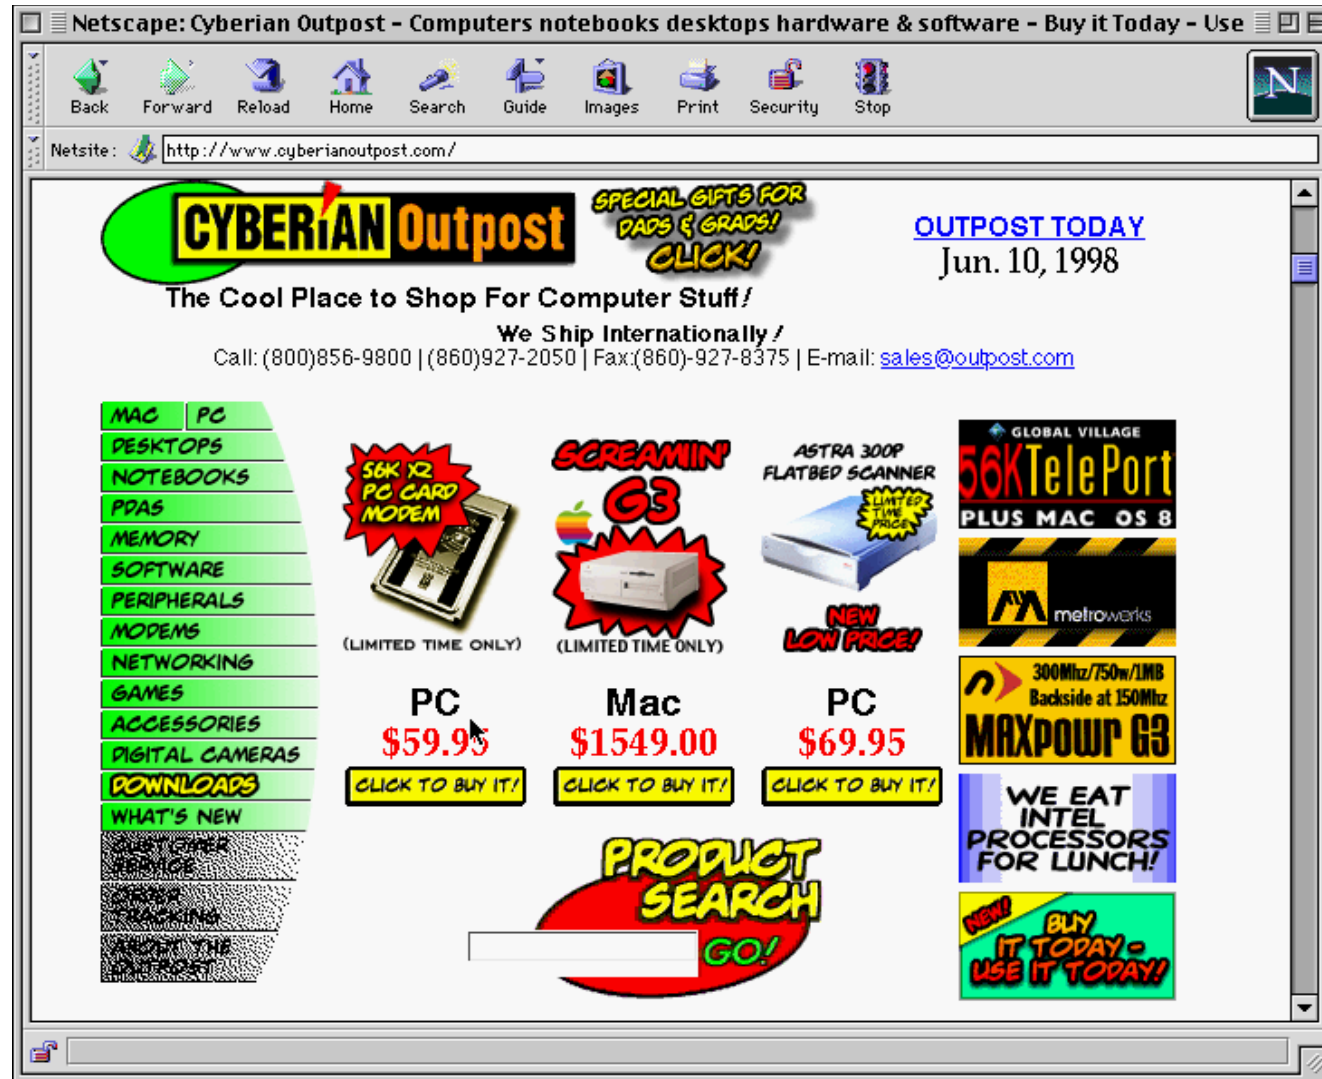 Netscape: Cyberian Outpost - Computers notebooks desktops hardware & software - Buy it Today - Use
Back Forward Reload Home Search Guide Images Print Security Stop
N
Netsite: http://www.cyberianoutpost.com/
CYBERiAN Outpost
SPECIAL GIFTS FOR
DADS & GRADS!
CLICK!
OUTPOST TODAY
Jun. 10, 1998
The Cool Place to Shop For Computer Stuff!
We Ship Internationally!
Call: (800)856-9800 | (860)927-2050 | Fax:(860)-927-8375 | E-mail: sales@outpost.com
MAC PC
DESKTOPS
NOTEBOOKS
PDAS
MEMORY
SOFTWARE
PERIPHERALS
MODEMS
NETWORKING
GAMES
ACCESSORIES
DIGITAL CAMERAS
DOWNLOADS
WHAT'S NEW
CUSTOMER
SERVICE
ORDER
TRACKING
ABOUT THE
OUTPOST
56K X2
PC CARD
MODEM
(LIMITED TIME ONLY)
PC
$59.95
CLICK TO BUY IT!
SCREAMIN'
G3
(LIMITED TIME ONLY)
Mac
$1549.00
CLICK TO BUY IT!
ASTRA 300P
FLATBED SCANNER
LIMITED
TIME
PRICE!
NEW
LOW PRICE!
PC
$69.95
CLICK TO BUY IT!
PRODUCT
SEARCH
GO!
GLOBAL VILLAGE
56K TelePort
PLUS MAC OS 8
metrowerks
300Mhz/750w/1MB
Backside at 150Mhz
MAXpowr G3
WE EAT
INTEL
PROCESSORS
FOR LUNCH!
NEW!
BUY
IT TODAY -
USE IT TODAY!